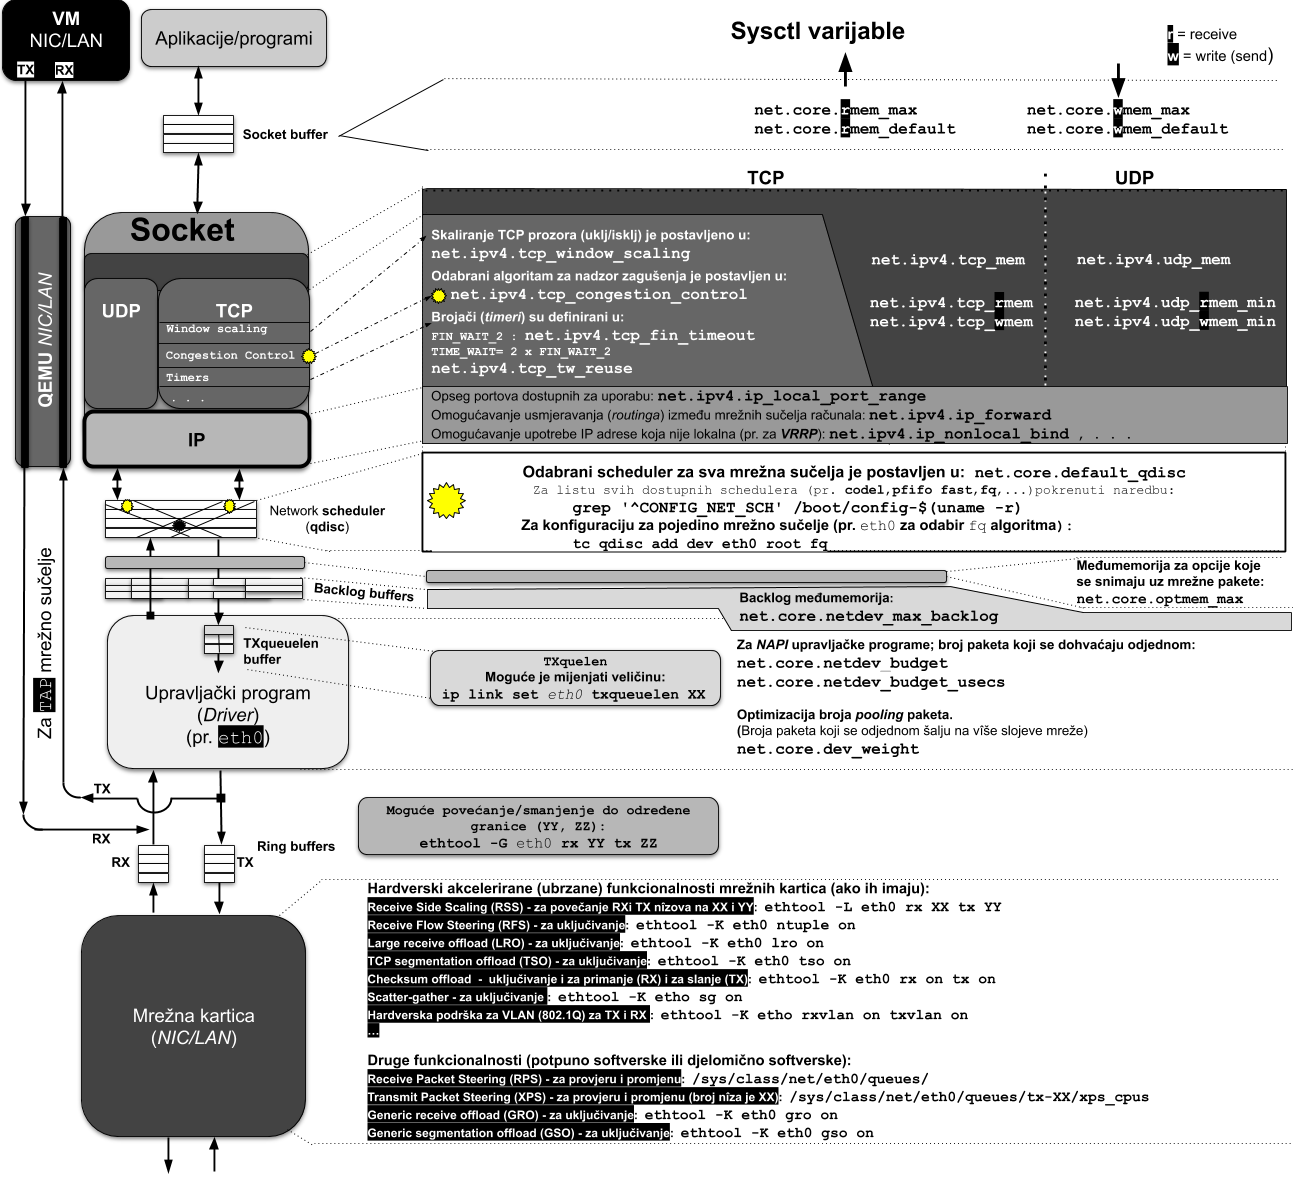 VM
NIC/LAN
TX RX
Aplikacije/programi
Sysctl varijable
r = receive
w = write (send)
Socket buffer
net.core.rmem_max
net.core.rmem_default
net.core.wmem_max
net.core.wmem_default
TCP
UDP
Socket
UDP
TCP
Window scaling
Congestion Control
Timers
. . .
IP
QEMU NIC/LAN
Skaliranje TCP prozora (uklj/isklj) je postavljeno u:
net.ipv4.tcp_window_scaling
Odabrani algoritam za nadzor zagušenja je postavljen u:
net.ipv4.tcp_congestion_control
Brojači (timeri) su definirani u:
FIN_WAIT_2 : net.ipv4.tcp_fin_timeout
TIME_WAIT= 2 x FIN_WAIT_2
net.ipv4.tcp_tw_reuse
net.ipv4.tcp_mem
net.ipv4.tcp_rmem
net.ipv4.tcp_wmem
net.ipv4.udp_mem
net.ipv4.udp_rmem_min
net.ipv4.udp_wmem_min
Opseg portova dostupnih za uporabu: net.ipv4.ip_local_port_range
Omogućavanje usmjeravanja (routinga) između mrežnih sučelja računala: net.ipv4.ip_forward
Omogućavanje upotrebe IP adrese koja nije lokalna (pr. za VRRP): net.ipv4.ip_nonlocal_bind , . . .
Network scheduler
(qdisc)
Odabrani scheduler za sva mrežna sučelja je postavljen u: net.core.default_qdisc
Za listu svih dostupnih schedulera (pr. codel,pfifo fast,fq,...)pokrenuti naredbu:
grep '^CONFIG_NET_SCH' /boot/config-$(uname -r)
Za konfiguraciju za pojedino mrežno sučelje (pr. eth0 za odabir fq algoritma) :
tc qdisc add dev eth0 root fq
Za TAP mrežno sučelje
Backlog buffers
Međumemorija za opcije koje
se snimaju uz mrežne pakete:
net.core.optmem_max
Backlog međumemorija:
net.core.netdev_max_backlog
TXqueuelen
buffer
Upravljački program
(Driver)
(pr. eth0)
TXquelen
Moguće je mijenjati veličinu:
ip link set eth0 txqueuelen XX
Za NAPI upravljačke programe; broj paketa koji se dohvaćaju odjednom:
net.core.netdev_budget
net.core.netdev_budget_usecs
Optimizacija broja pooling paketa.
(Broja paketa koji se odjednom šalju na vîše slojeve mreže)
net.core.dev_weight
TX
RX
RX
TX
Ring buffers
Moguće povećanje/smanjenje do određene
granice (YY, ZZ):
ethtool -G eth0 rx YY tx ZZ
Mrežna kartica
(NIC/LAN)
Hardverski akcelerirane (ubrzane) funkcionalnosti mrežnih kartica (ako ih imaju):
Receive Side Scaling (RSS) - za povečanje RXi TX nîzova na XX i YY: ethtool -L eth0 rx XX tx YY
Receive Flow Steering (RFS) - za uključivanje: ethtool -K eth0 ntuple on
Large receive offload (LRO) - za uključivanje: ethtool -K eth0 lro on
TCP segmentation offload (TSO) - za uključivanje: ethtool -K eth0 tso on
Checksum offload - uključivanje i za primanje (RX) i za slanje (TX): ethtool -K eth0 rx on tx on
Scatter-gather - za uključivanje : ethtool -K etho sg on
Hardverska podrška za VLAN (802.1Q) za TX i RX : ethtool -K etho rxvlan on txvlan on
...
Druge funkcionalnosti (potpuno softverske ili djelomično softverske):
Receive Packet Steering (RPS) - za provjeru i promjenu: /sys/class/net/eth0/queues/
Transmit Packet Steering (XPS) - za provjeru i promjenu (broj nîza je XX): /sys/class/net/eth0/queues/tx-XX/xps_cpus
Generic receive offload (GRO) - za uključivanje: ethtool -K eth0 gro on
Generic segmentation offload (GSO) - za uključivanje: ethtool -K eth0 gso on